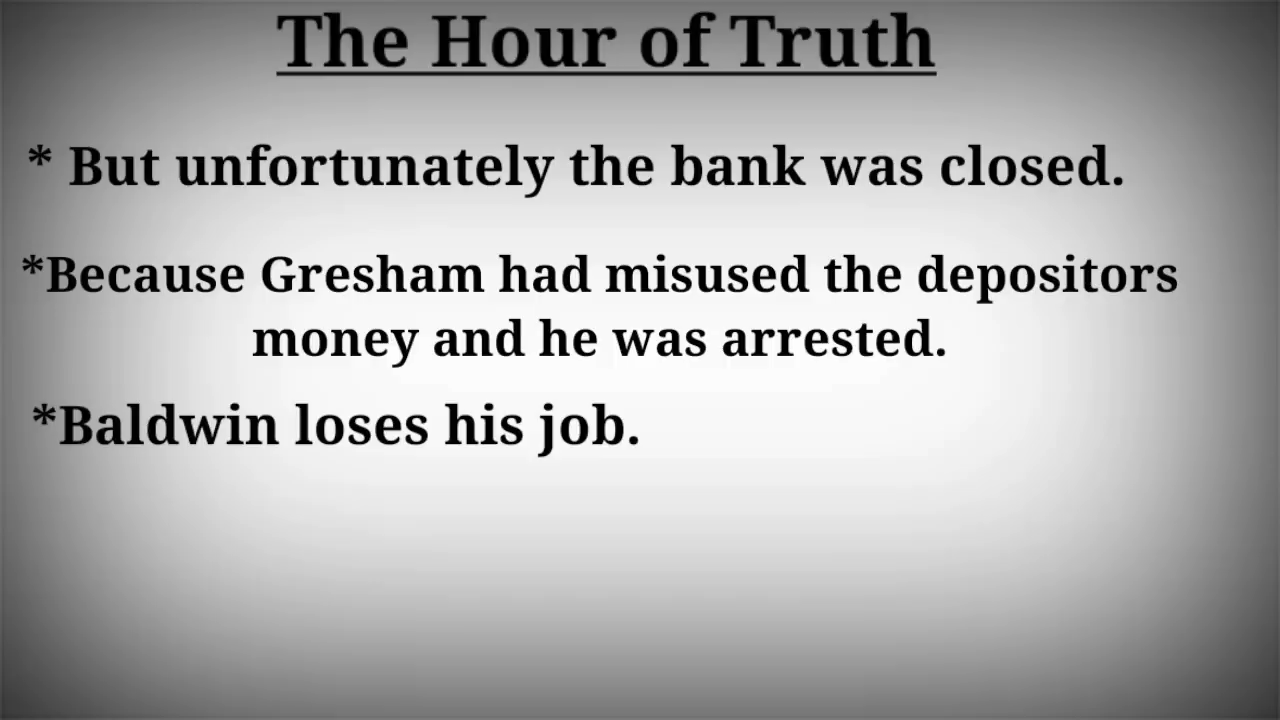 The Hour of Truth
* But unfortunately the bank was closed.
*Because Gresham had misused the depositors
money and he was arrested.
*Baldwin loses his job.